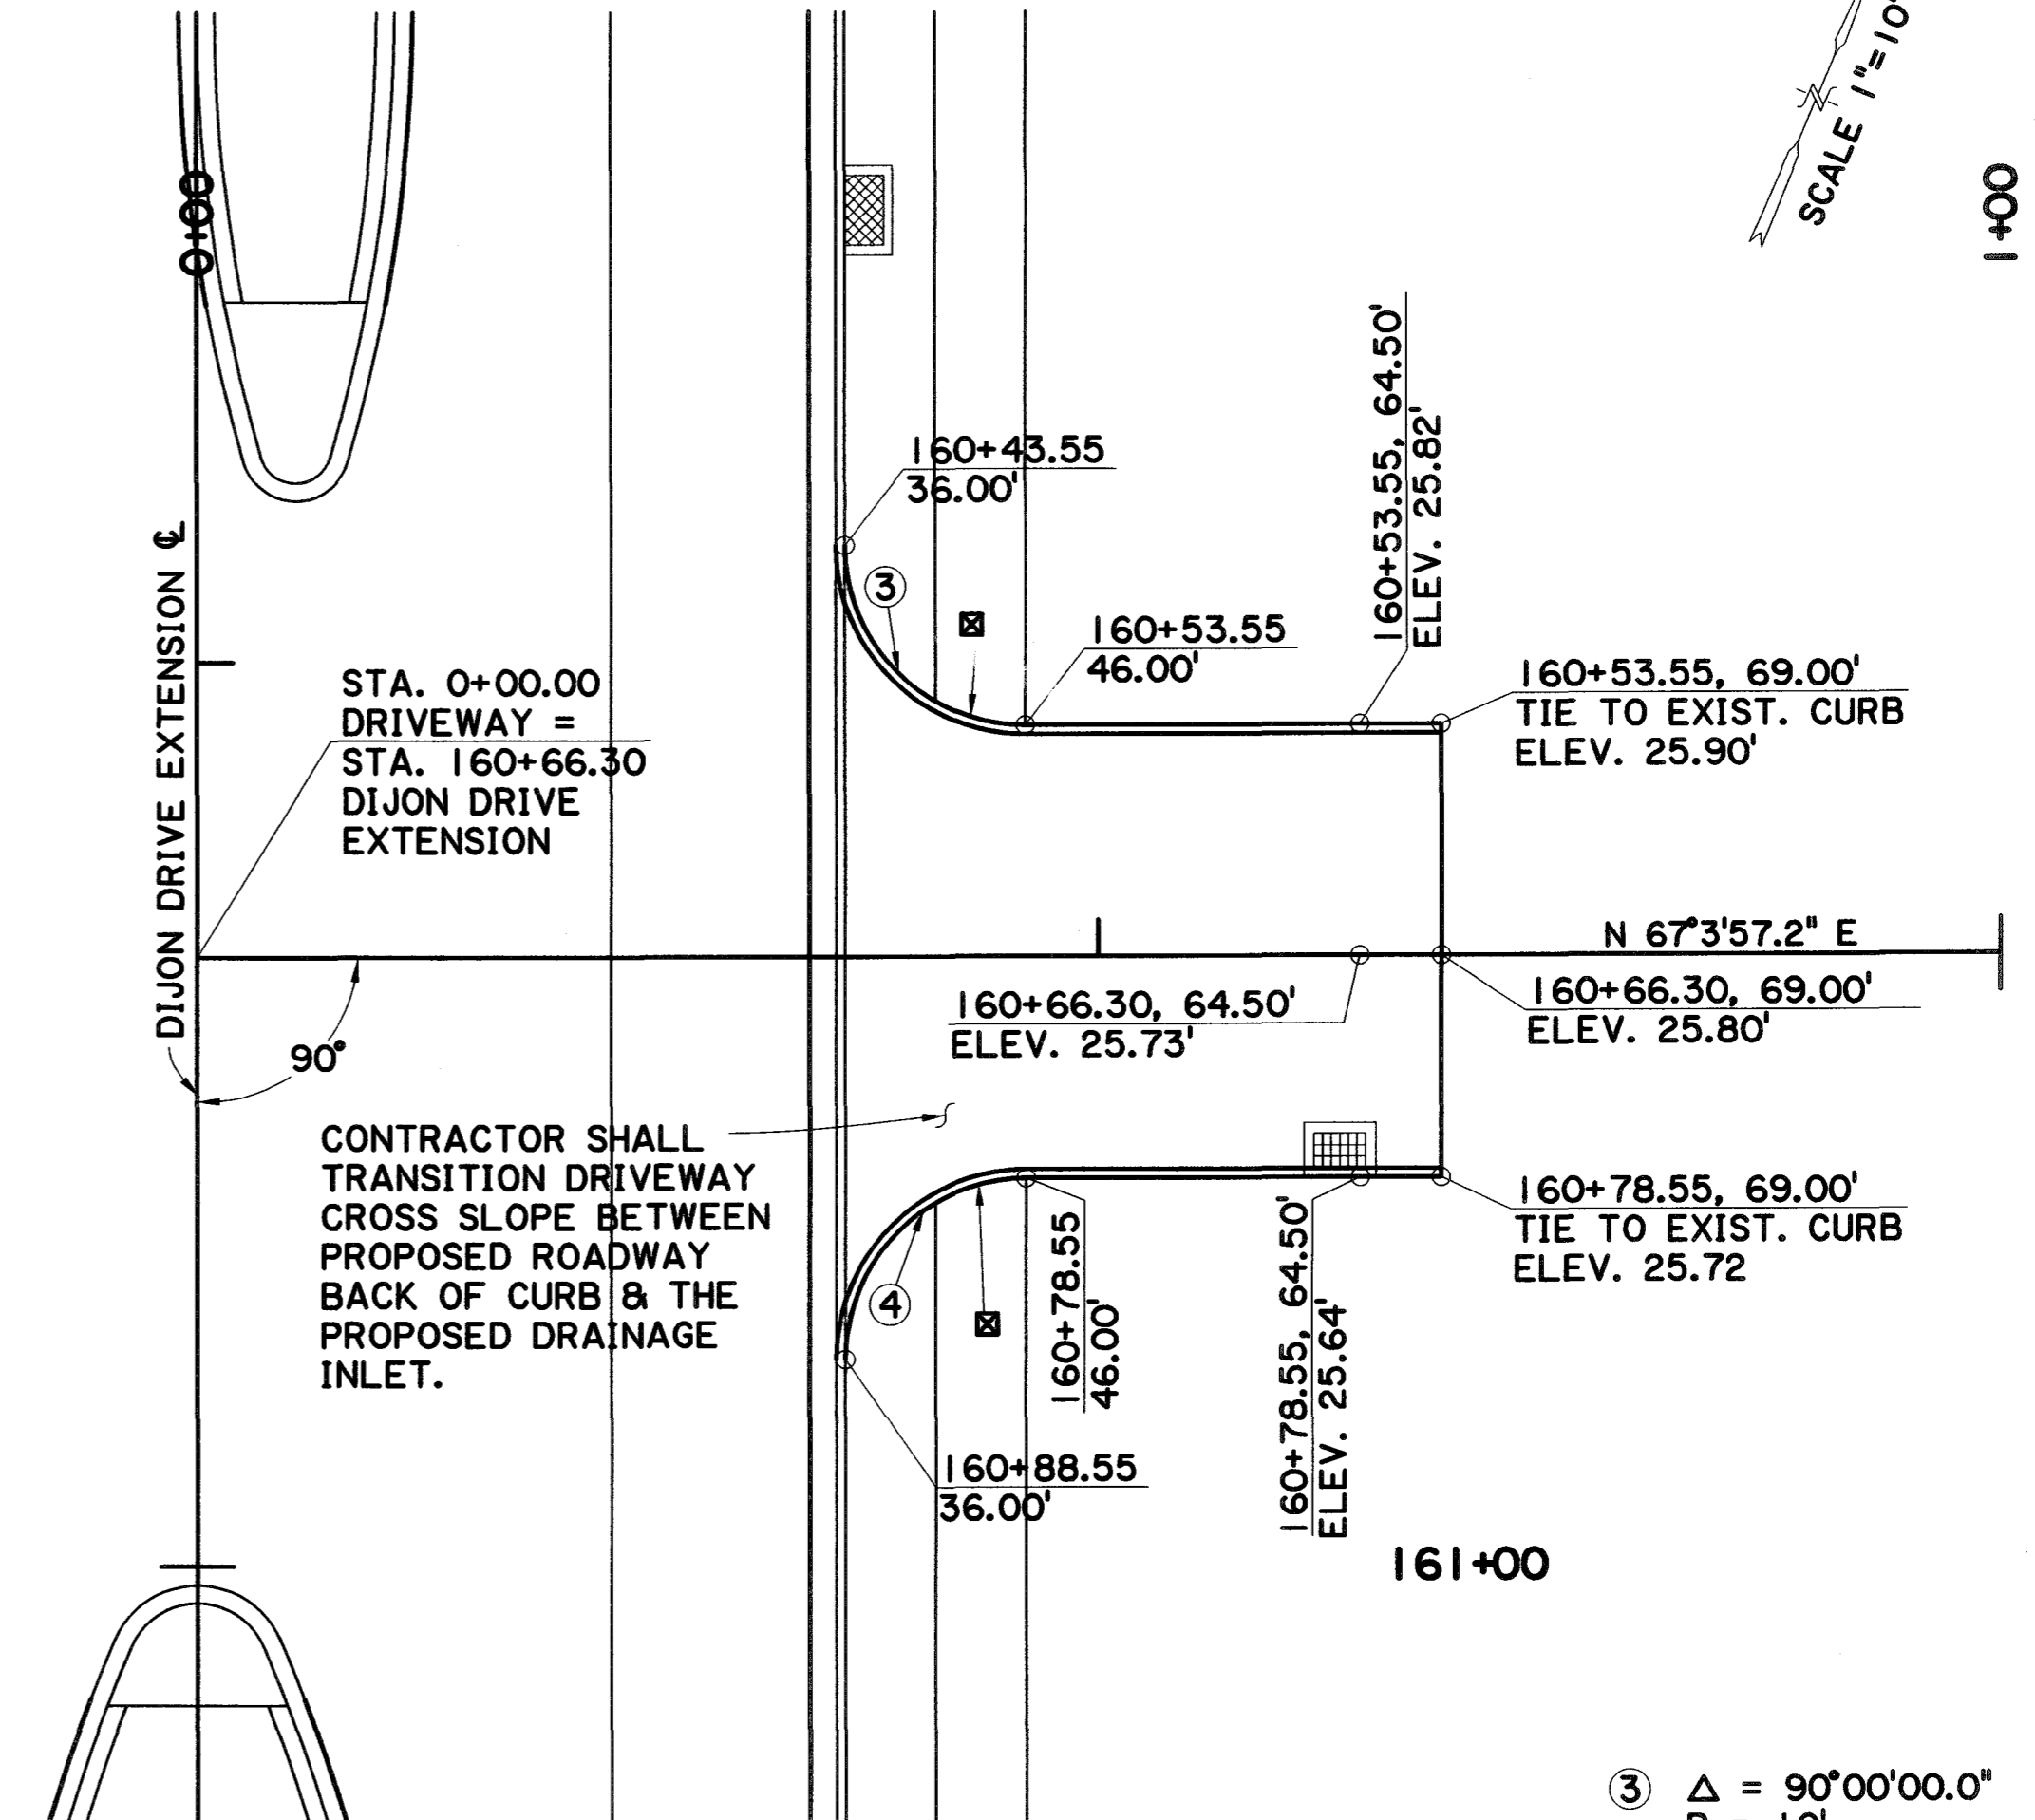 SCALE 1"=10'
0+00
1+00
160+43.55
36.00'
160+53.55, 64.50'
ELEV. 25.82'
3
160+53.55
46.00'
160+53.55, 69.00'
TIE TO EXIST. CURB
ELEV. 25.90'
DIJON DRIVE EXTENSION ℄
STA. 0+00.00
DRIVEWAY =
STA. 160+66.30
DIJON DRIVE
EXTENSION
N 67°3'57.2" E
160+66.30, 64.50'
ELEV. 25.73'
160+66.30, 69.00'
ELEV. 25.80'
90°
CONTRACTOR SHALL
TRANSITION DRIVEWAY
CROSS SLOPE BETWEEN
PROPOSED ROADWAY
BACK OF CURB & THE
PROPOSED DRAINAGE
INLET.
4
160+78.55
46.00'
160+78.55, 64.50'
ELEV. 25.64'
160+78.55, 69.00'
TIE TO EXIST. CURB
ELEV. 25.72
160+88.55
36.00'
161+00
3 Δ = 90°00'00.0"